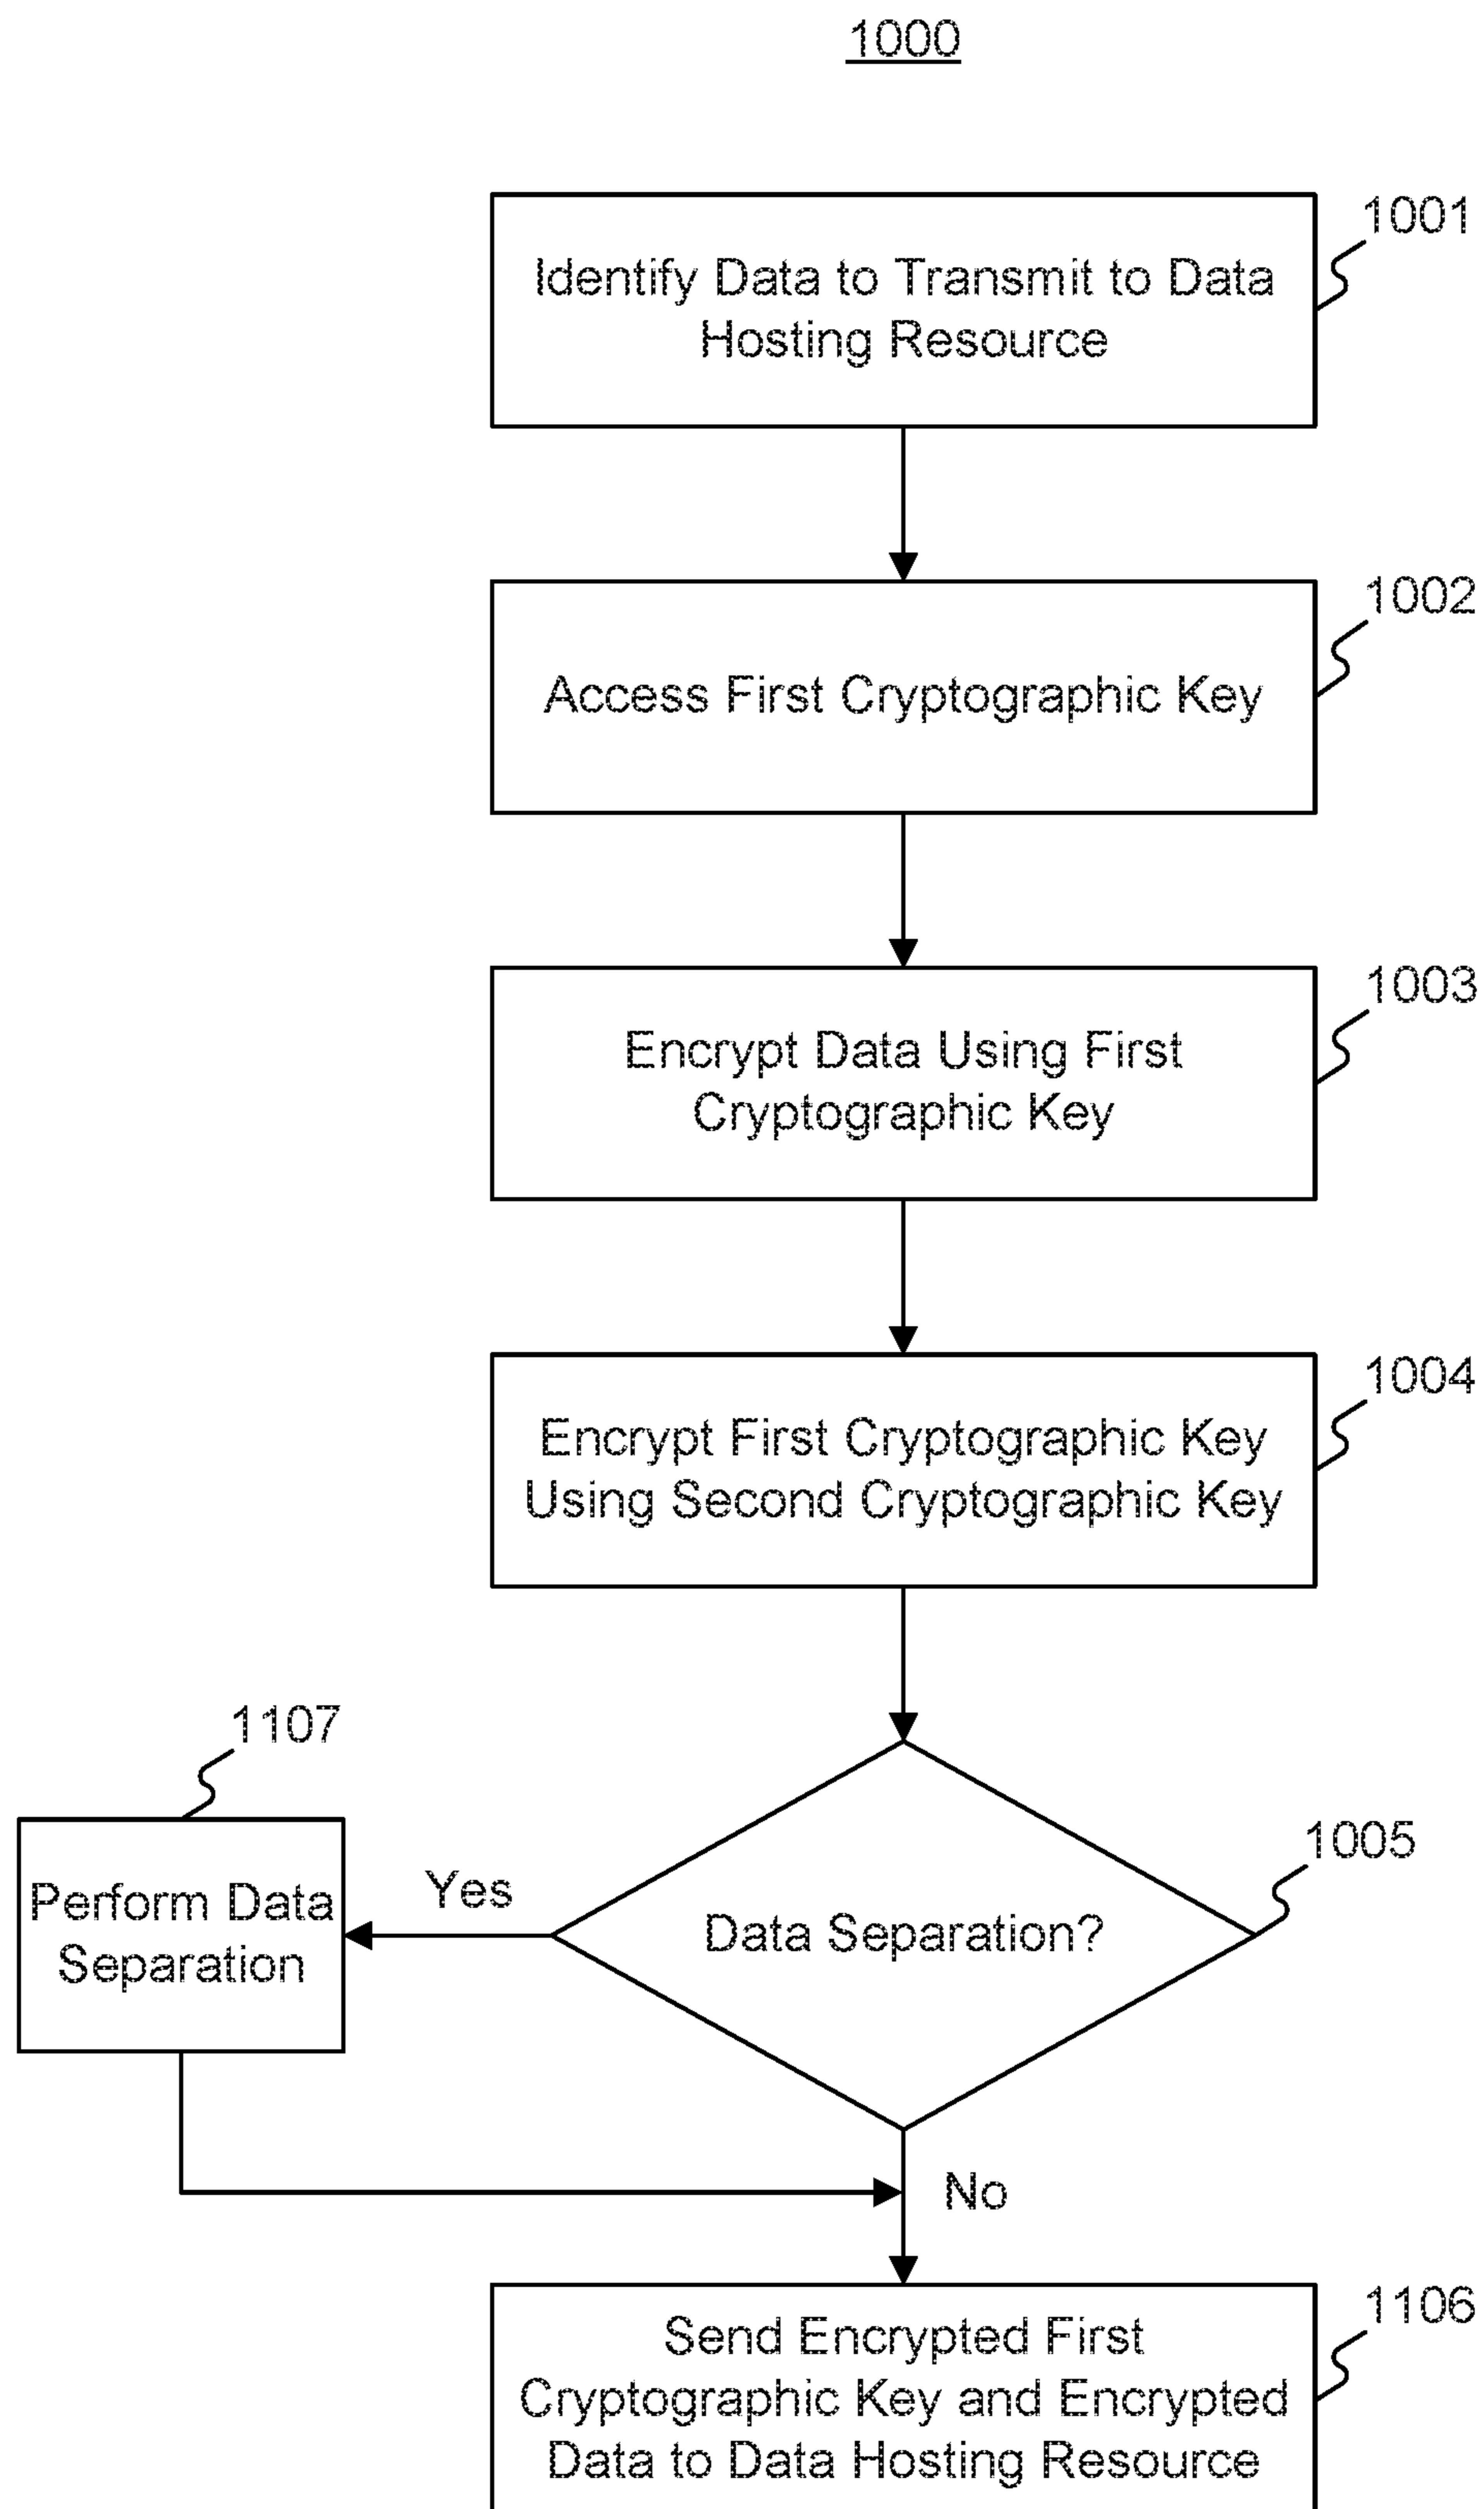 1000
1001
Identify Data to Transmit to Data
Hosting Resource
1002
Access First Cryptographic Key
1003
Encrypt Data Using First
Cryptographic Key
1004
Encrypt First Cryptographic Key
Using Second Cryptographic Key
1107
Perform Data
Separation
Yes
1005
Data Separation?
No
1106
Send Encrypted First
Cryptographic Key and Encrypted
Data to Data Hosting Resource